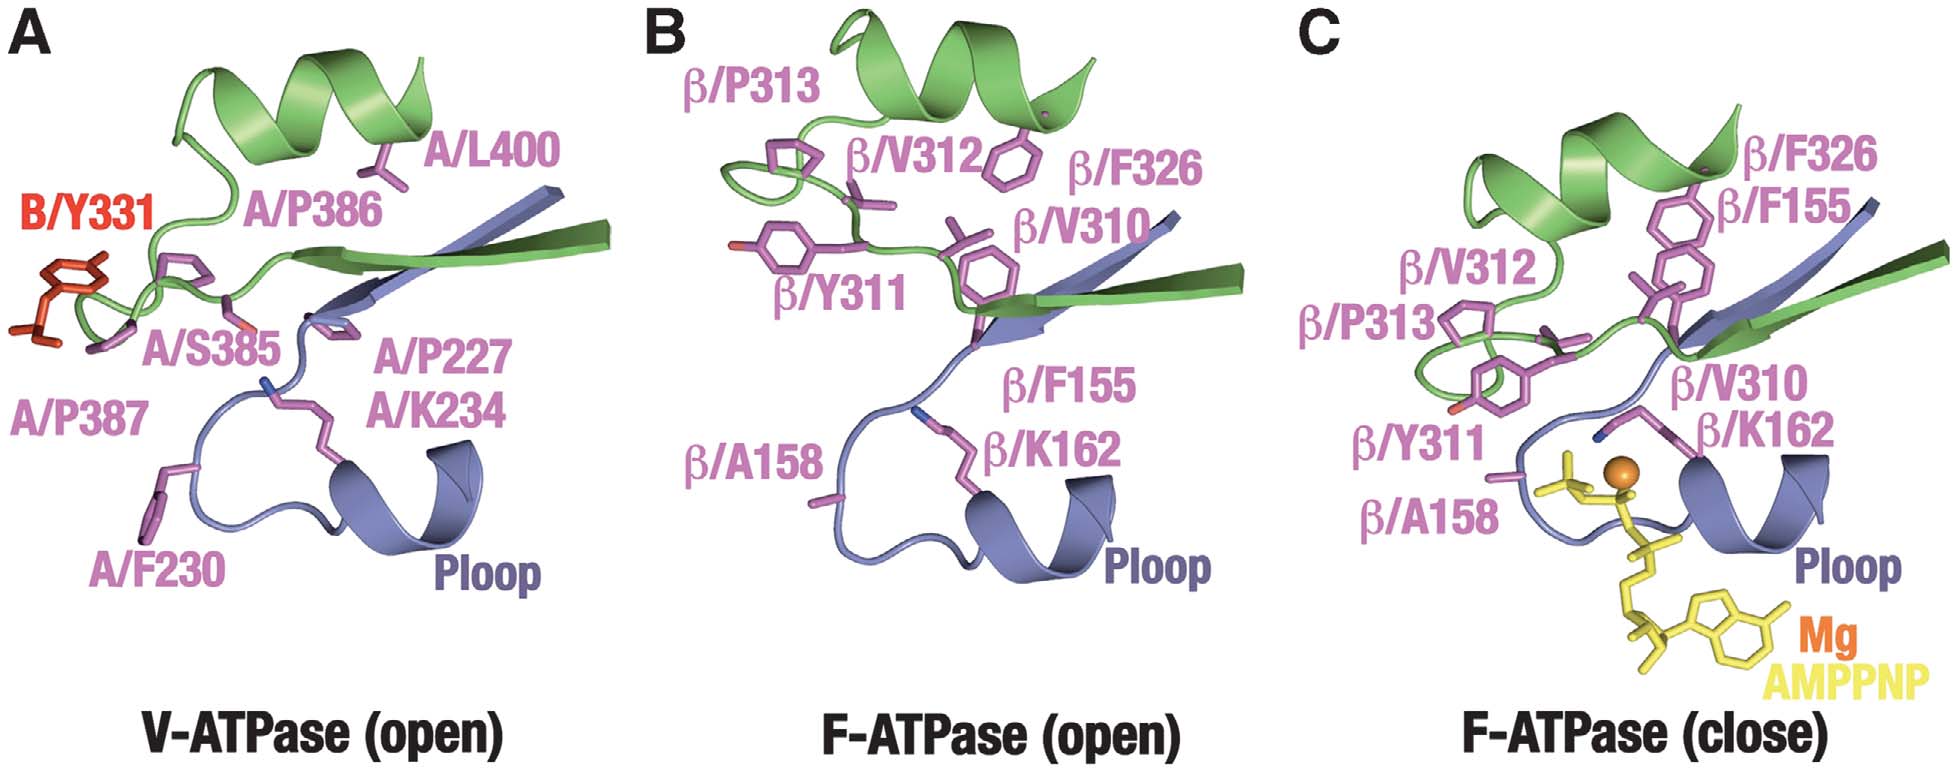 A
A/L400
B/Y331
A/P386
A/S385
A/P227
A/P387
A/K234
A/F230
Ploop
V-ATPase (open)
B
β/P313
β/V312
β/F326
β/V310
β/Y311
β/F155
β/A158
β/K162
Ploop
F-ATPase (open)
C
β/F326
β/F155
β/V312
β/P313
β/V310
β/Y311
β/K162
β/A158
Ploop
Mg
AMPPNP
F-ATPase (close)